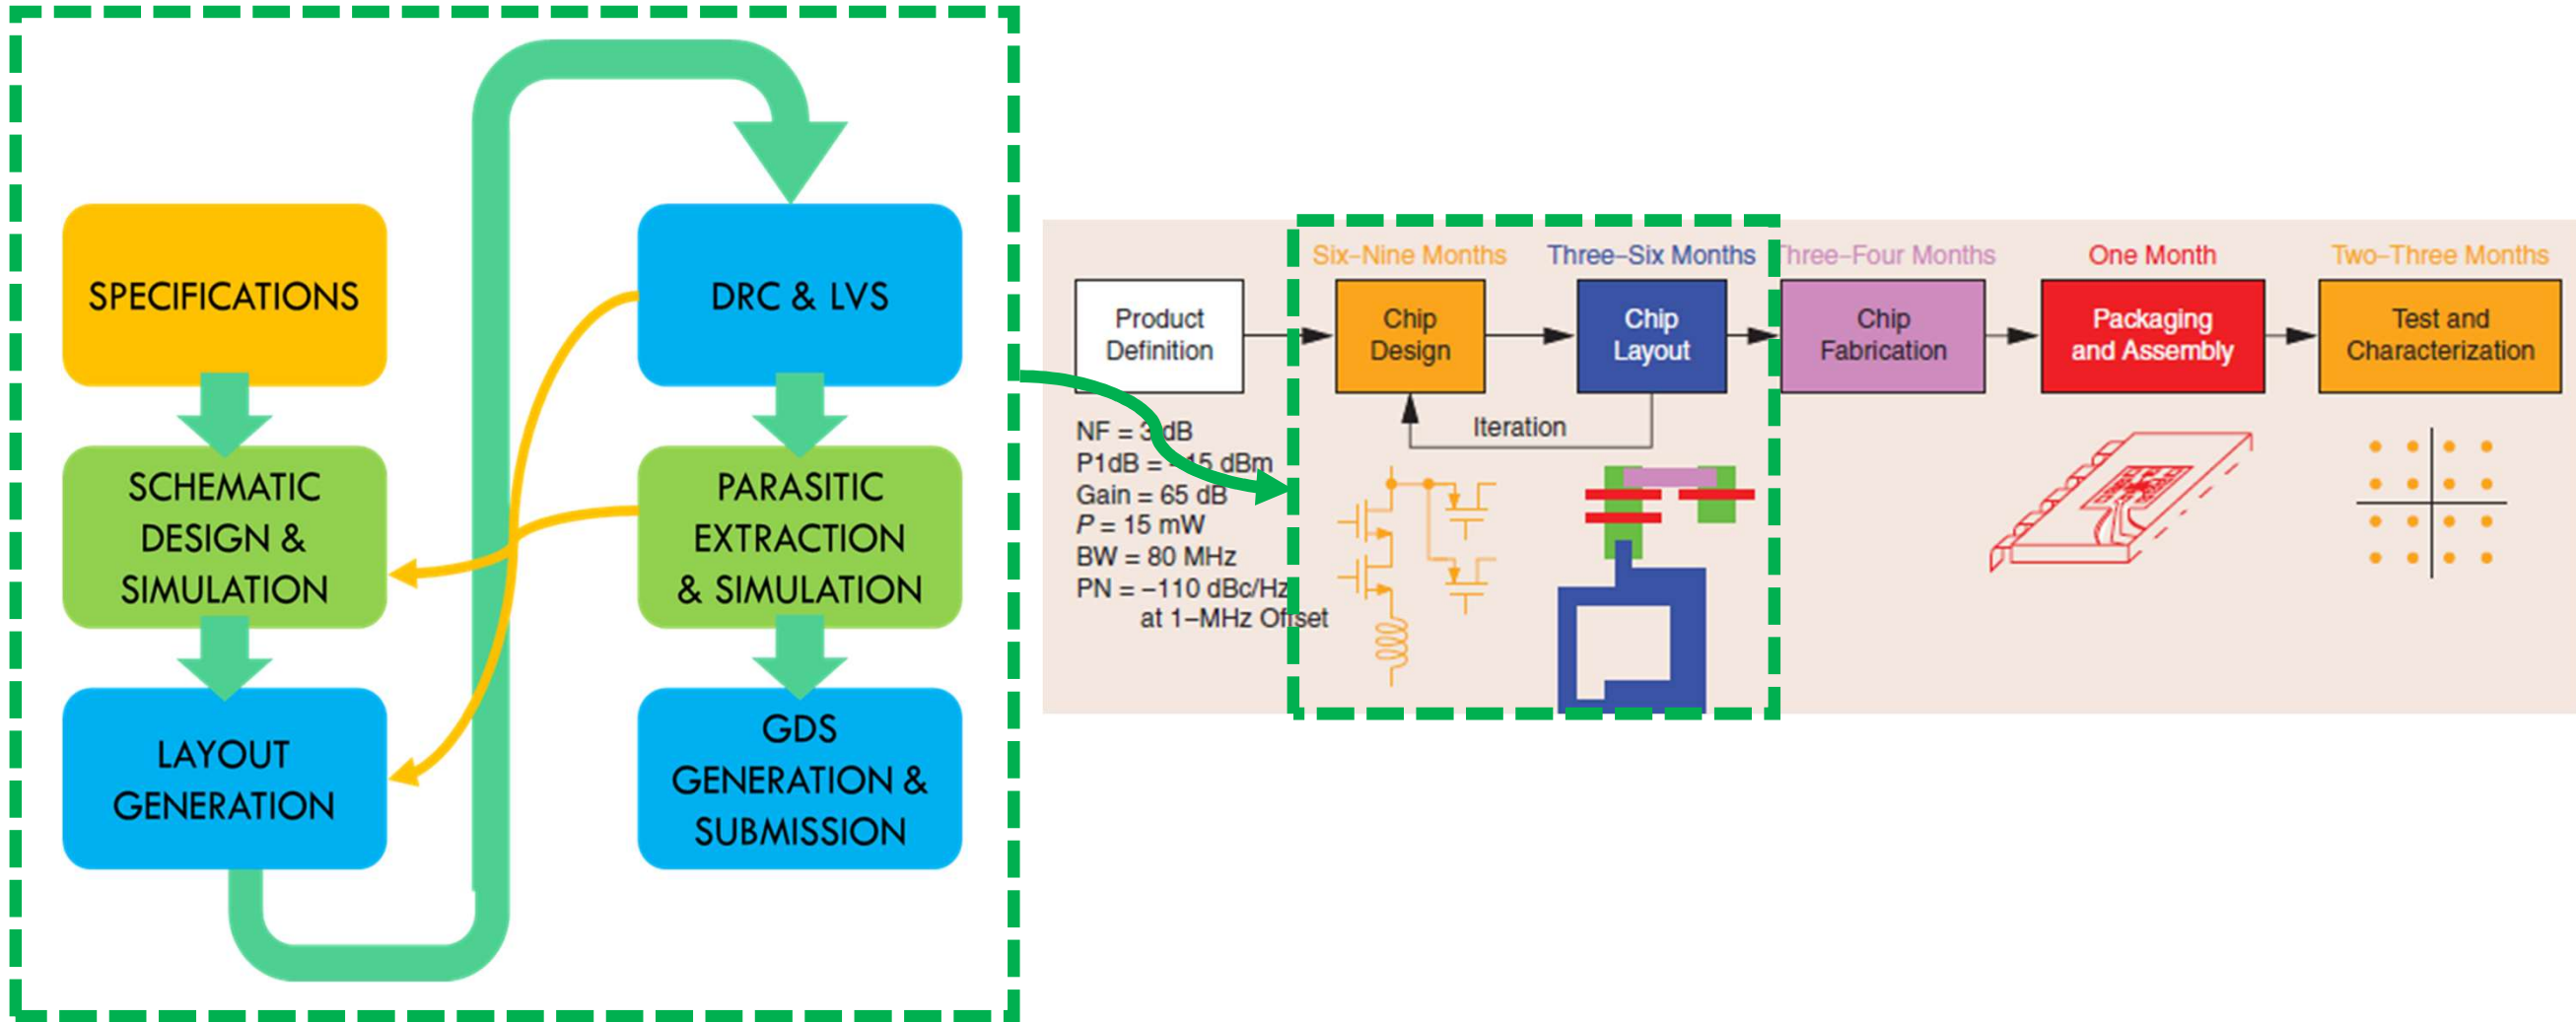 SPECIFICATIONS
SCHEMATIC
DESIGN &
SIMULATION
LAYOUT
GENERATION
DRC & LVS
PARASITIC
EXTRACTION
& SIMULATION
GDS
GENERATION &
SUBMISSION
Product
Definition
NF = 3 dB
P1dB = -15 dBm
Gain = 65 dB
P = 15 mW
BW = 80 MHz
PN = −110 dBc/Hz
at 1−MHz Offset
Six−Nine Months
Chip
Design
Three−Six Months
Chip
Layout
Iteration
Three−Four Months
Chip
Fabrication
One Month
Packaging
and Assembly
Two−Three Months
Test and
Characterization